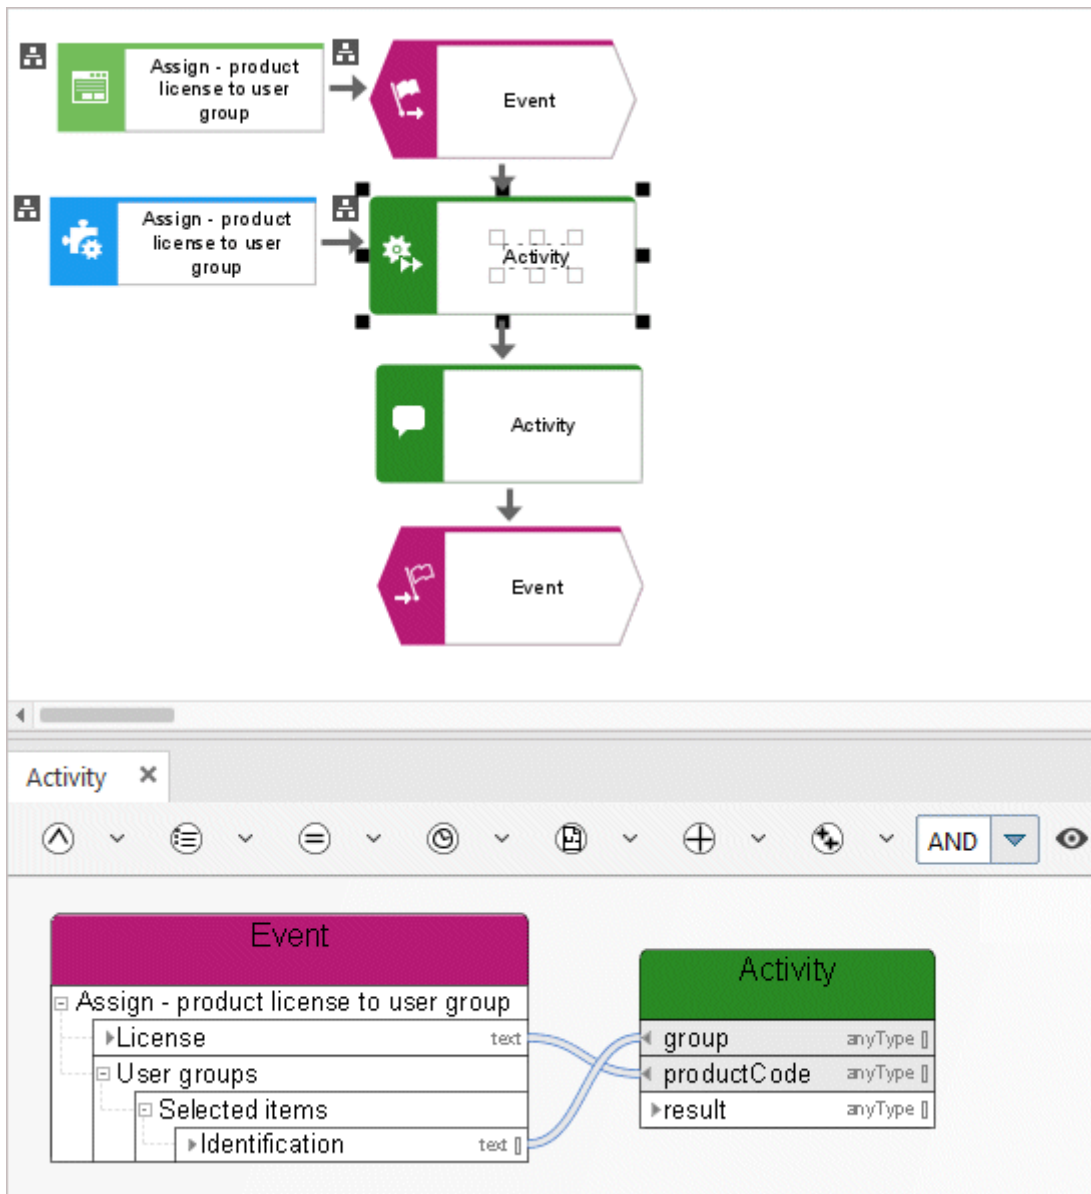 Assign - product
license to user
group
Event
Assign - product
license to user
group
Activity
Activity
Event
Activity
AND
Event
Assign - product license to user group
License text
User groups
Selected items
Identification text []
Activity
group anyType []
productCode anyType []
result anyType []